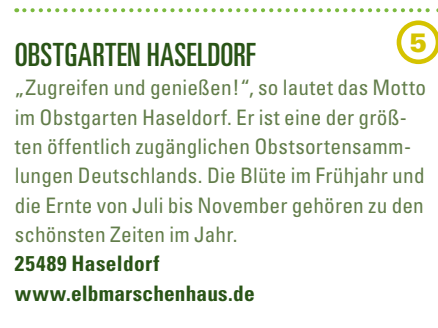 5
OBSTGARTEN HASELDORF
„Zugreifen und genießen!“, so lautet das Motto
im Obstgarten Haseldorf. Er ist eine der größ-
ten öffentlich zugänglichen Obstsortensamm-
lungen Deutschlands. Die Blüte im Frühjahr und
die Ernte von Juli bis November gehören zu den
schönsten Zeiten im Jahr.
25489 Haseldorf
www.elbmarschenhaus.de